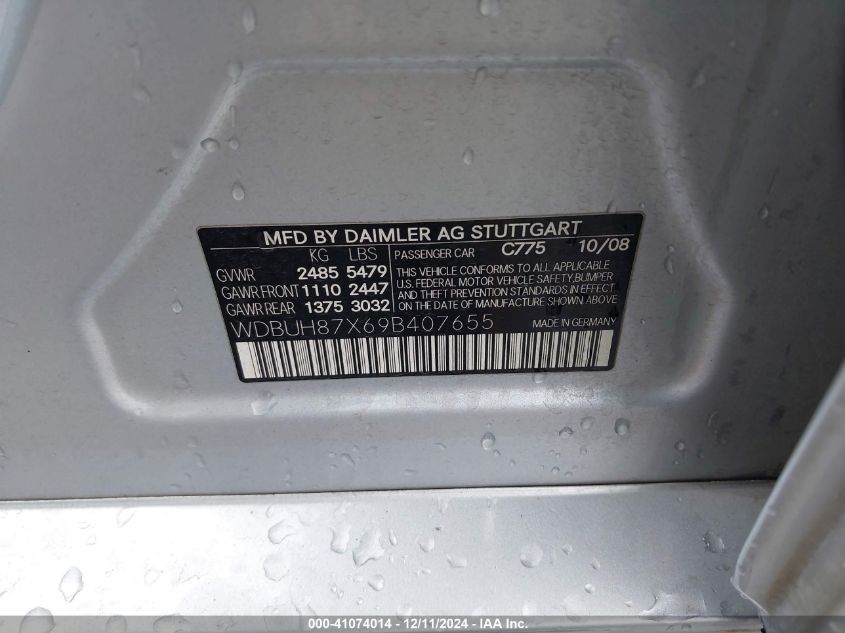 MFD BY DAIMLER AG STUTTGART
KG LBS PASSENGER CAR C775 10/08
GVWR 2485 5479
GAWR FRONT 1110 2447
GAWR REAR 1375 3032
THIS VEHICLE CONFORMS TO ALL APPLICABLE
U.S. FEDERAL MOTOR VEHICLE SAFETY,BUMPER
AND THEFT PREVENTION STANDARDS IN EFFECT
ON THE DATE OF MANUFACTURE SHOWN ABOVE
WDBUH87X69B407655 MADE IN GERMANY
000-41074014 - 12/11/2024 - IAA Inc.